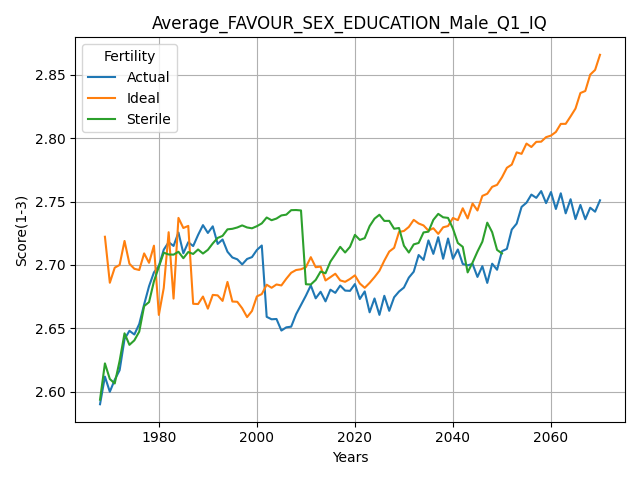 Average_FAVOUR_SEX_EDUCATION_Male_Q1_IQ
Fertility
Actual
Ideal
Sterile
Score(1-3)
2.85
2.80
2.75
2.70
2.65
2.60
1980
2000
2020
2040
2060
Years